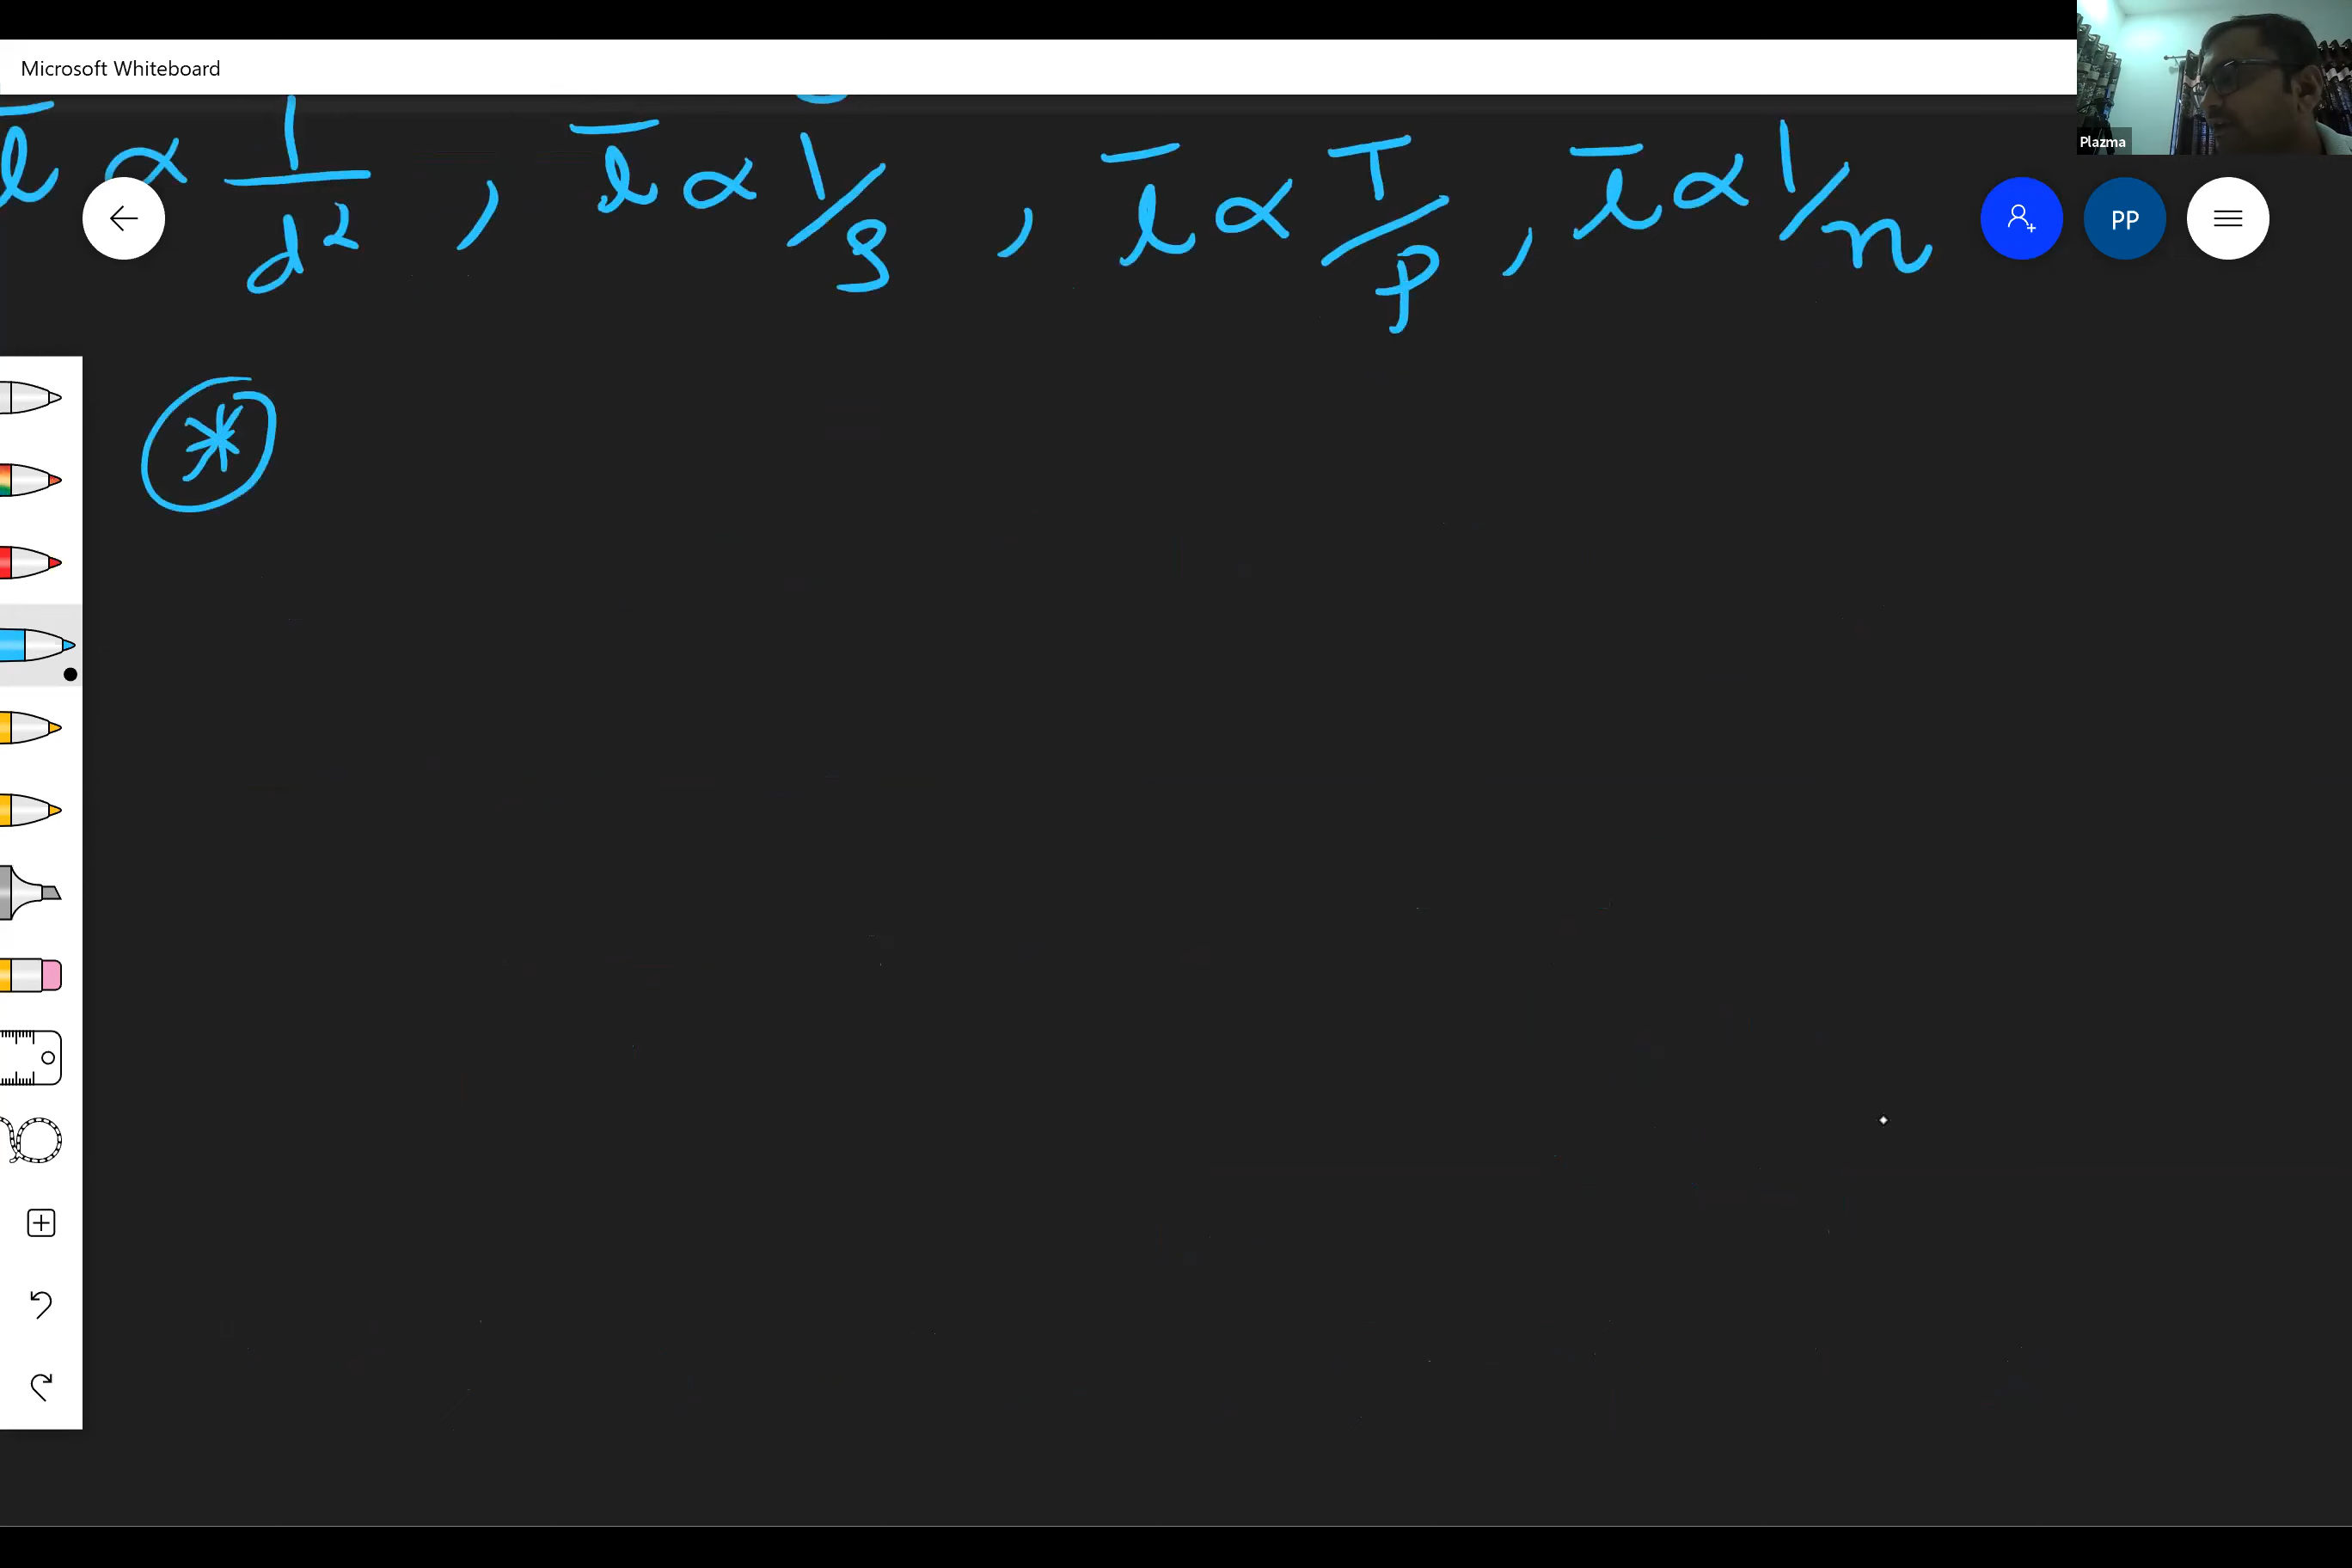 Microsoft Whiteboard
Plazma
l̅ ∝ 1/d² , l̅ ∝ 1/ρ , l̅ ∝ T/P , l̅ ∝ 1/n
PP
*